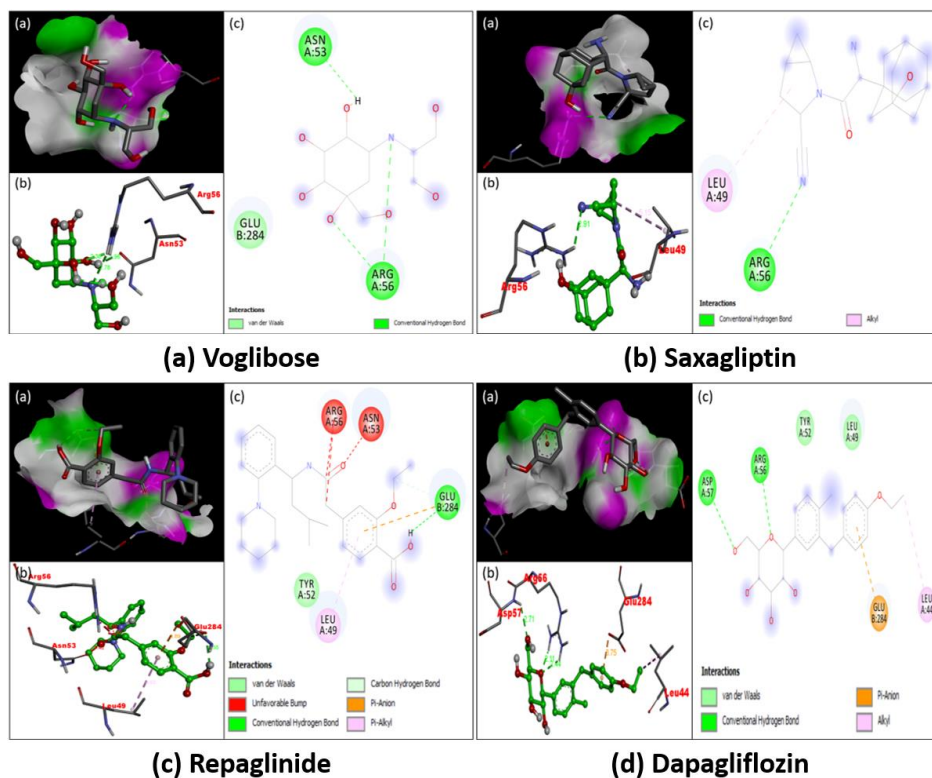 (a)
(c)
ASN
A:53
H
O
O
N
O
O
O
O
O
GLU
B:284
ARG
A:56
(b)
Arg56
Asn53
Interactions
van der Waals
Conventional Hydrogen Bond
(a) Voglibose
(a)
(c)
N
N
O
O
N
LEU
A:49
ARG
A:56
(b)
Leu49
Arg56
Interactions
Conventional Hydrogen Bond
Alkyl
(b) Saxagliptin
(a)
(c)
ARG
A:56
ASN
A:53
N
O
N
O
GLU
B:284
H
O
O
TYR
A:52
LEU
A:49
(b)
Arg56
Glu284
Asn53
Leu49
Interactions
van der Waals
Carbon Hydrogen Bond
Unfavorable Bump
Pi-Anion
Conventional Hydrogen Bond
Pi-Alkyl
(c) Repaglinide
(a)
(c)
TYR
A:52
LEU
A:49
ARG
A:56
ASP
A:57
O
O
O
O
O
O
GLU
B:284
LEU
A:44
(b)
Arg56
Asp57
Glu284
Leu44
Interactions
van der Waals
Pi-Anion
Conventional Hydrogen Bond
Alkyl
(d) Dapagliflozin